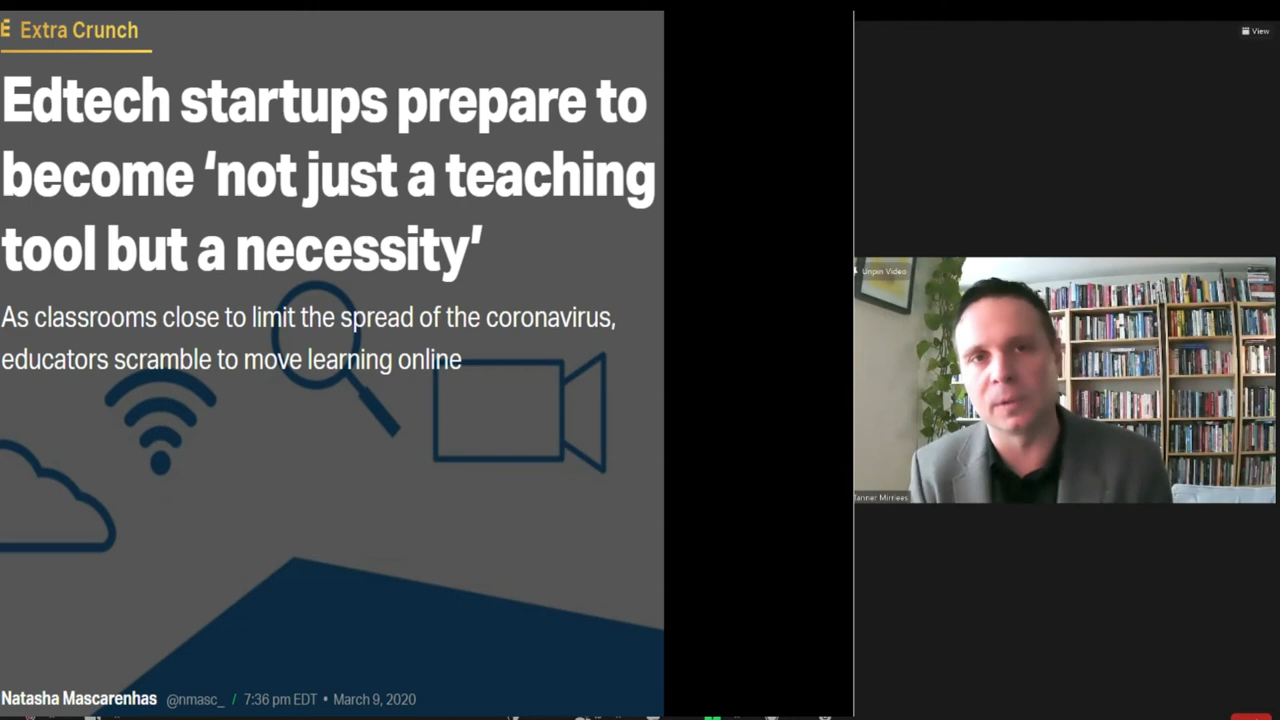 Extra Crunch
Edtech startups prepare to
become ‘not just a teaching
tool but a necessity’
As classrooms close to limit the spread of the coronavirus,
educators scramble to move learning online
Natasha Mascarenhas @nmasc_ / 7:36 pm EDT • March 9, 2020
View
Unpin Video
Tanner Mirrlees